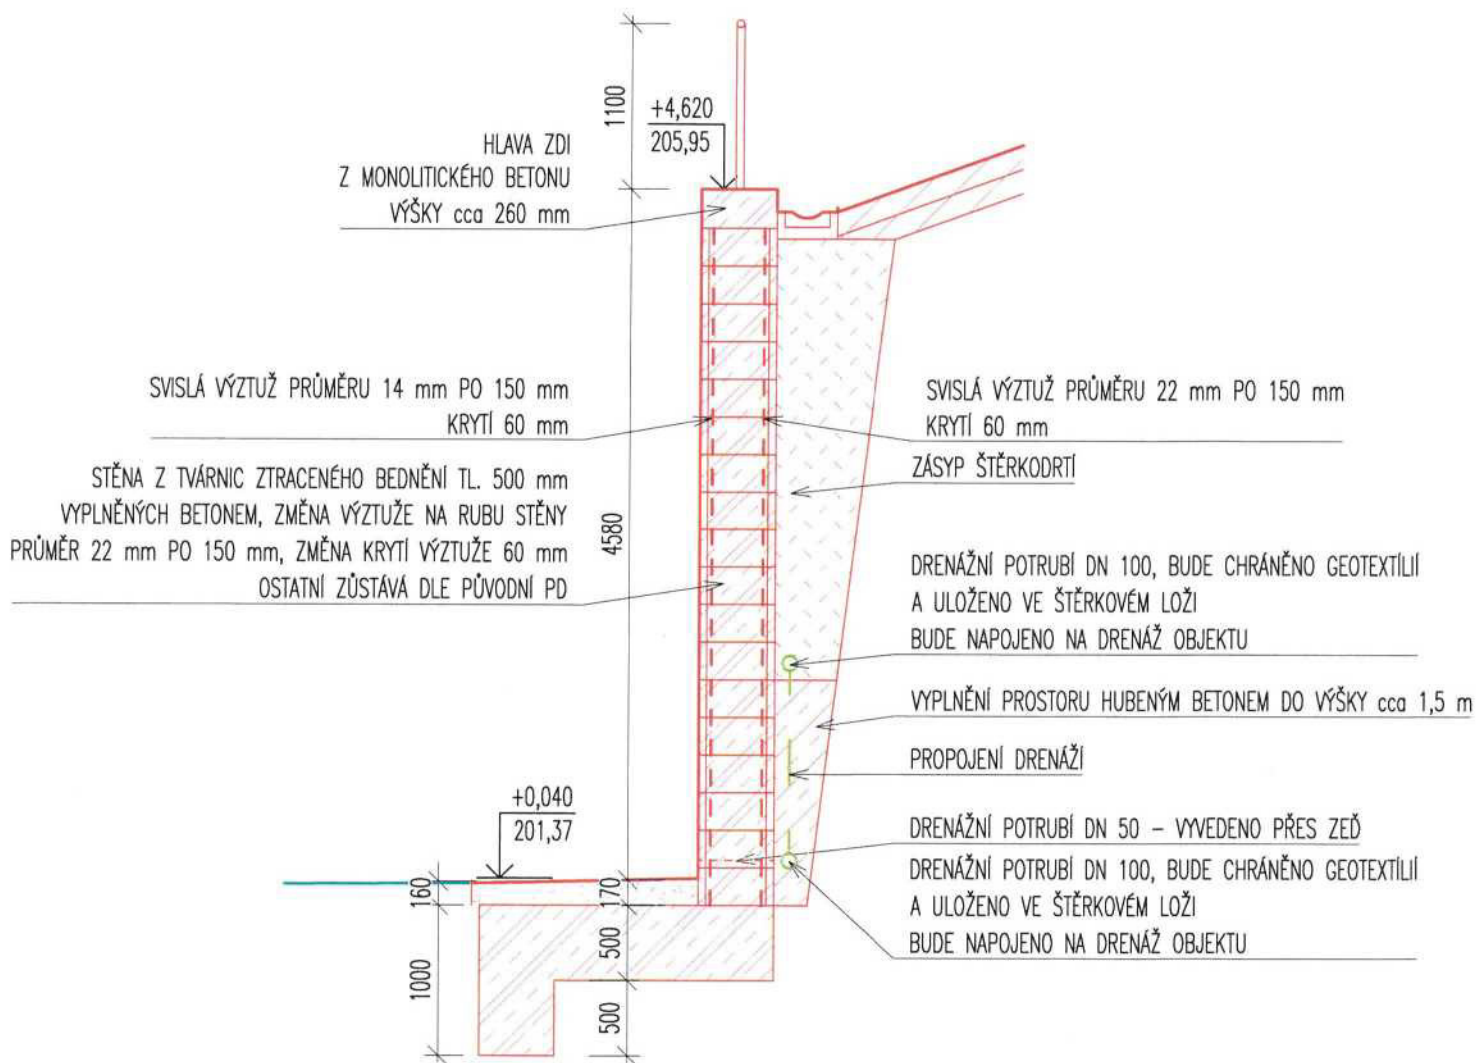 1100
+4,620
205,95
HLAVA ZDI
Z MONOLITICKÉHO BETONU
VÝŠKY cca 260 mm
SVISLÁ VÝZTUŽ PRŮMĚRU 14 mm PO 150 mm
KRYTÍ 60 mm
SVISLÁ VÝZTUŽ PRŮMĚRU 22 mm PO 150 mm
KRYTÍ 60 mm
ZÁSYP ŠTĚRKODRTÍ
STĚNA Z TVÁRNIC ZTRACENÉHO BEDNĚNÍ TL. 500 mm
VYPLNĚNÝCH BETONEM, ZMĚNA VÝZTUŽE NA RUBU STĚNY
PRŮMĚR 22 mm PO 150 mm, ZMĚNA KRYTÍ VÝZTUŽE 60 mm
OSTATNÍ ZŮSTÁVÁ DLE PŮVODNÍ PD
4580
DRENÁŽNÍ POTRUBÍ DN 100, BUDE CHRÁNĚNO GEOTEXTÍLIÍ
A ULOŽENO VE ŠTĚRKOVÉM LOŽI
BUDE NAPOJENO NA DRENÁŽ OBJEKTU
VYPLNĚNÍ PROSTORU HUBENÝM BETONEM DO VÝŠKY cca 1,5 m
PROPOJENÍ DRENÁŽÍ
+0,040
201,37
DRENÁŽNÍ POTRUBÍ DN 50 – VYVEDENO PŘES ZEĎ
DRENÁŽNÍ POTRUBÍ DN 100, BUDE CHRÁNĚNO GEOTEXTÍLIÍ
A ULOŽENO VE ŠTĚRKOVÉM LOŽI
BUDE NAPOJENO NA DRENÁŽ OBJEKTU
160
170
1000
500
500